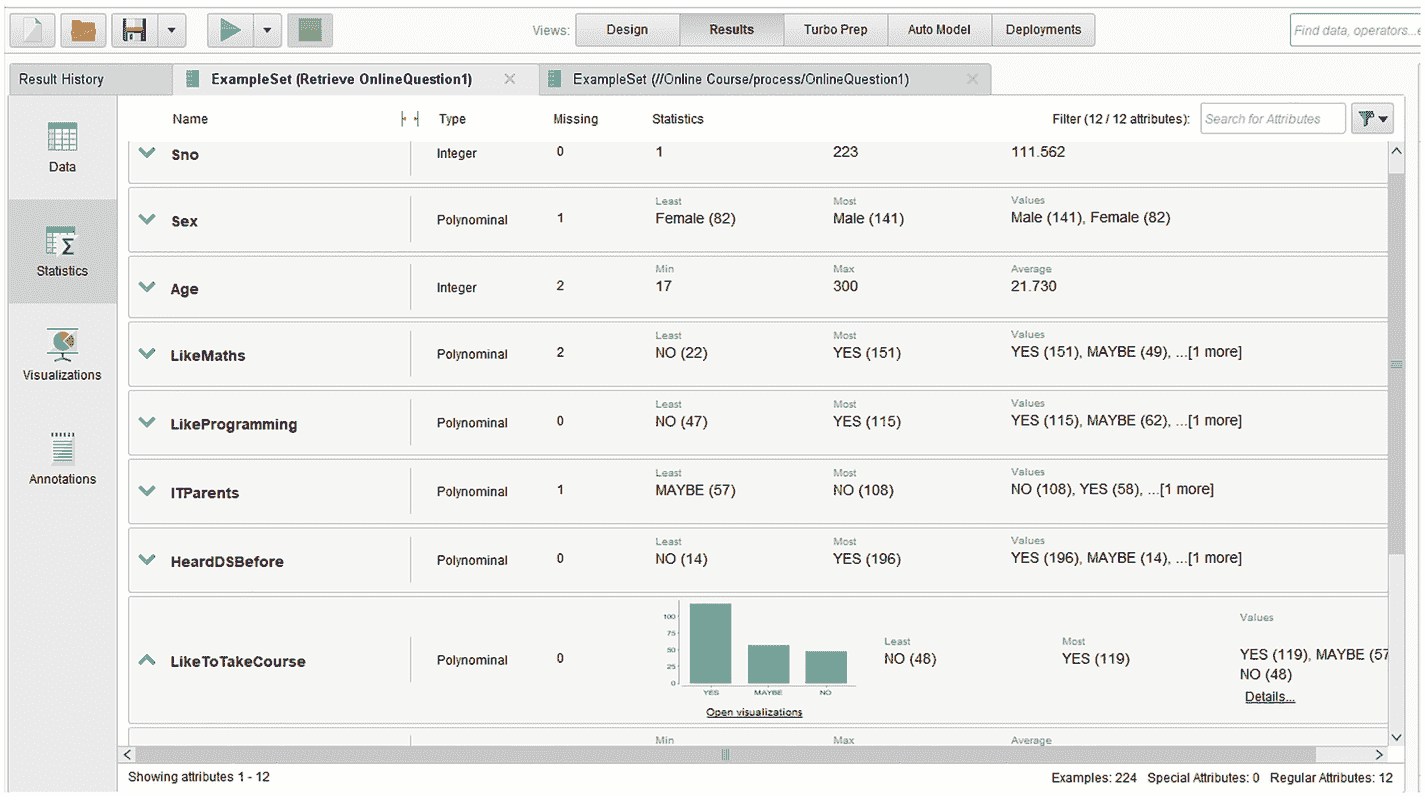 Views: Design Results Turbo Prep Auto Model Deployments Find data, operators...e
Result History ExampleSet (Retrieve OnlineQuestion1) ExampleSet (//Online Course/process/OnlineQuestion1)
Name Type Missing Statistics Filter (12 / 12 attributes): Search for Attributes
Data
Statistics
Visualizations
Annotations
Sno Integer 0 1 223 111.562
Least Most Values
Sex Polynominal 1 Female (82) Male (141) Male (141), Female (82)
Min Max Average
Age Integer 2 17 300 21.730
Least Most Values
LikeMaths Polynominal 2 NO (22) YES (151) YES (151), MAYBE (49), ...[1 more]
Least Most Values
LikeProgramming Polynominal 0 NO (47) YES (115) YES (115), MAYBE (62), ...[1 more]
Least Most Values
ITParents Polynominal 1 MAYBE (57) NO (108) NO (108), YES (58), ...[1 more]
Least Most Values
HeardDSBefore Polynominal 0 NO (14) YES (196) YES (196), MAYBE (14), ...[1 more]
Values
100
75
50
25
0
Least Most
LikeToTakeCourse Polynominal 0 NO (48) YES (119) YES (119), MAYBE (57
NO (48)
YES MAYBE NO
Details...
Open visualizations
Min Max Average
Showing attributes 1 - 12 Examples: 224 Special Attributes: 0 Regular Attributes: 12